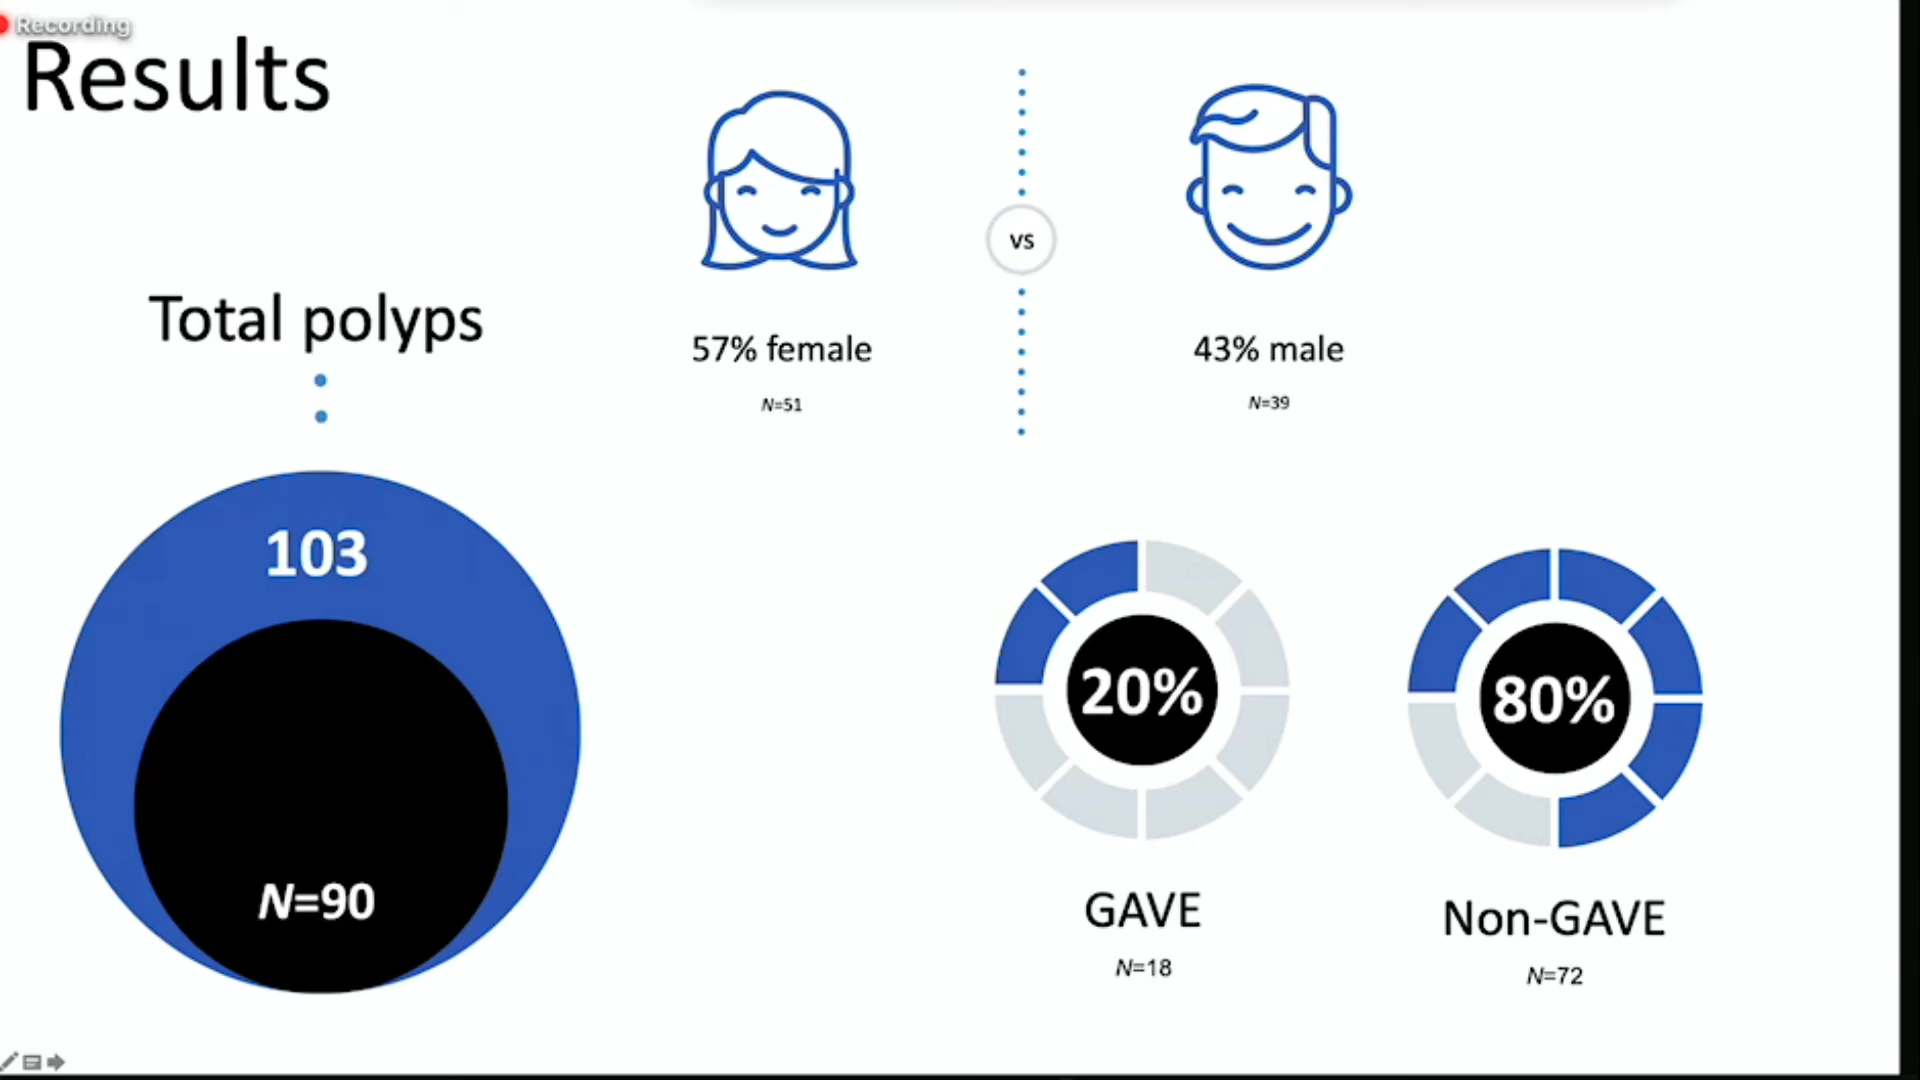 Recording
Results
Total polyps
103
N=90
vs
57% female
N=51
43% male
N=39
20%
GAVE
N=18
80%
Non-GAVE
N=72